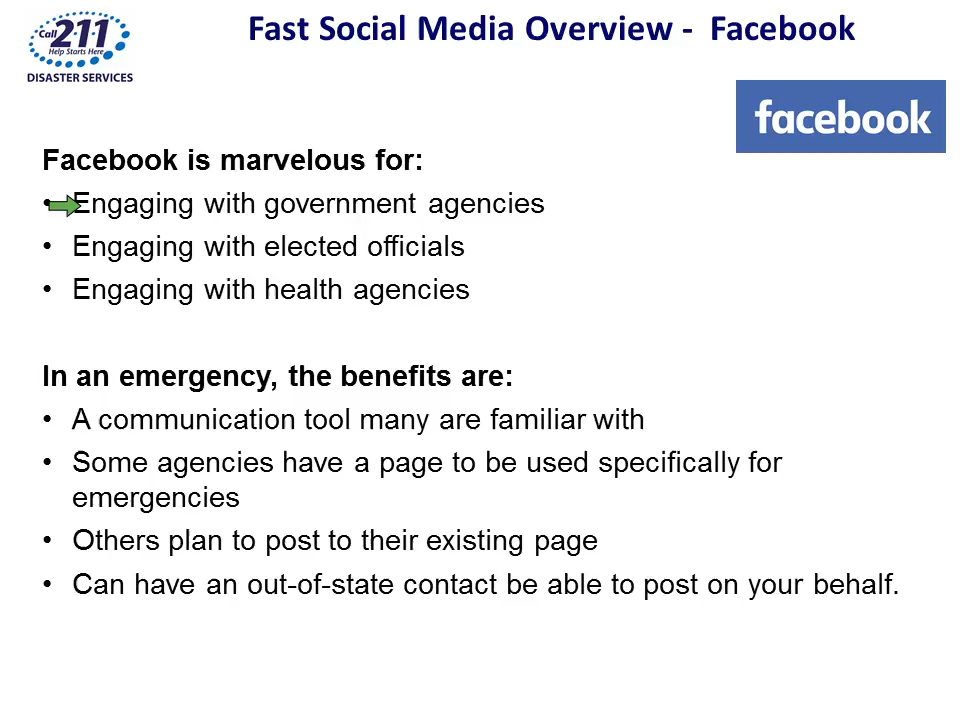 Fast Social Media Overview - Facebook
Call
211
Help Starts Here
DISASTER SERVICES
facebook
Facebook is marvelous for:
• Engaging with government agencies
• Engaging with elected officials
• Engaging with health agencies
In an emergency, the benefits are:
• A communication tool many are familiar with
• Some agencies have a page to be used specifically for
emergencies
• Others plan to post to their existing page
• Can have an out-of-state contact be able to post on your behalf.